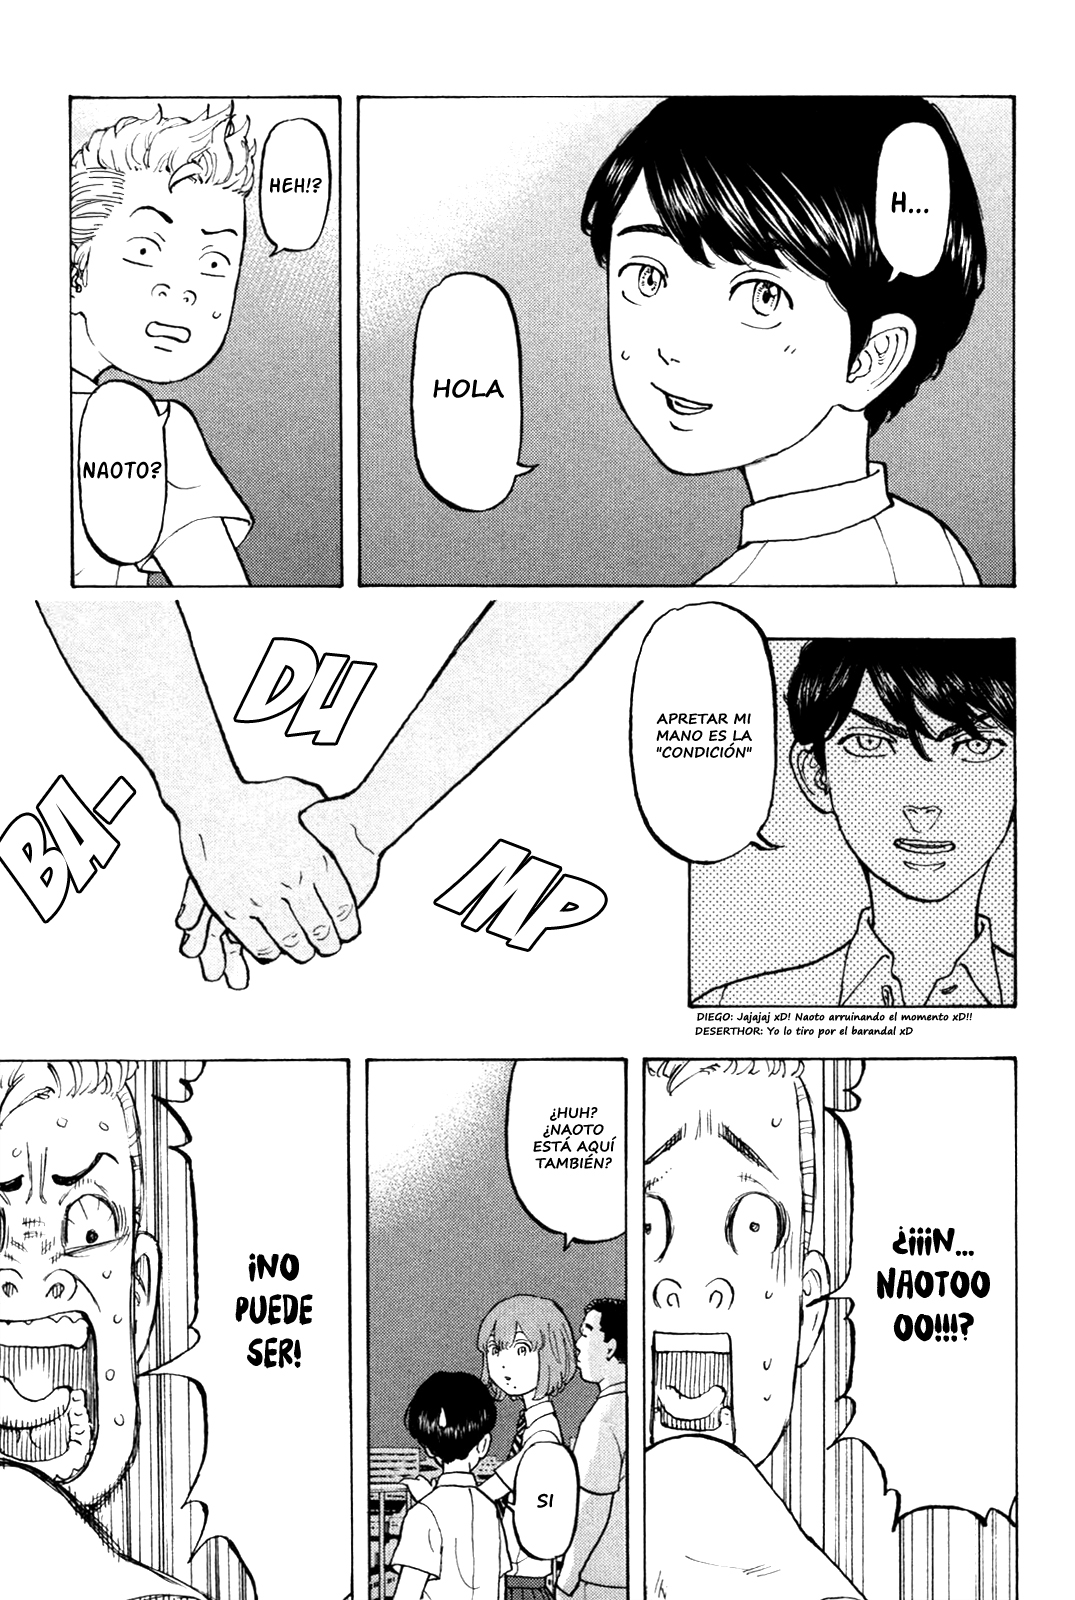 H...
HOLA
HEH!?
NAOTO?
APRETAR MI
MANO ES LA
"CONDICIÓN"
BA-
DU
MP
DIEGO: Jajajaj xD! Naoto arruinando el momento xD!!
DESERTHOR: Yo lo tiro por el barandal xD
¿¡¡¡N...
NAOTOO
OO!!!?
¿HUH?
¿NAOTO
ESTÁ AQUÍ
TAMBIÉN?
SI
¡NO
PUEDE
SER!